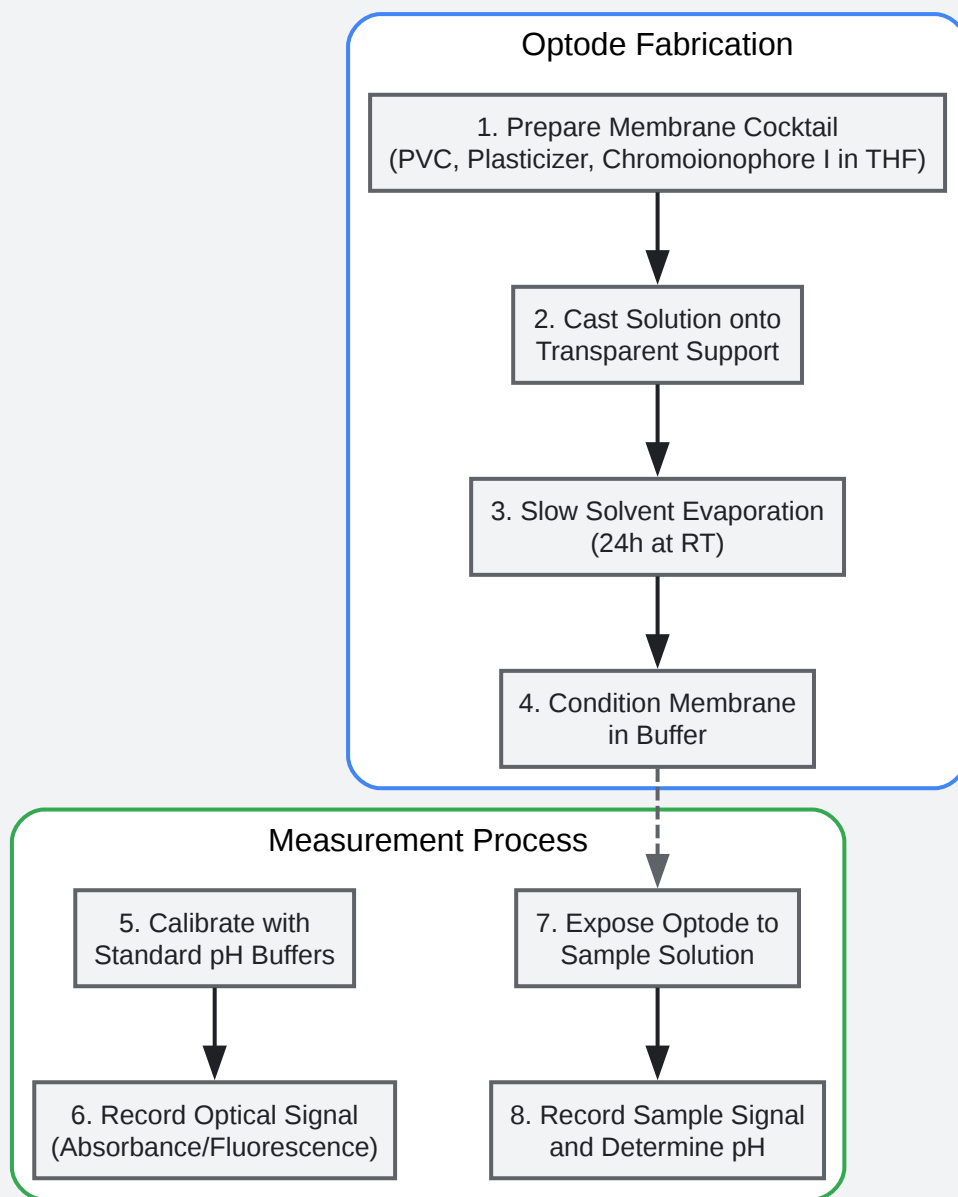 Optode Fabrication
1. Prepare Membrane Cocktail
(PVC, Plasticizer, Chromoionophore I in THF)
2. Cast Solution onto
Transparent Support
3. Slow Solvent Evaporation
(24h at RT)
4. Condition Membrane
in Buffer
Measurement Process
5. Calibrate with
Standard pH Buffers
6. Record Optical Signal
(Absorbance/Fluorescence)
7. Expose Optode to
Sample Solution
8. Record Sample Signal
and Determine pH